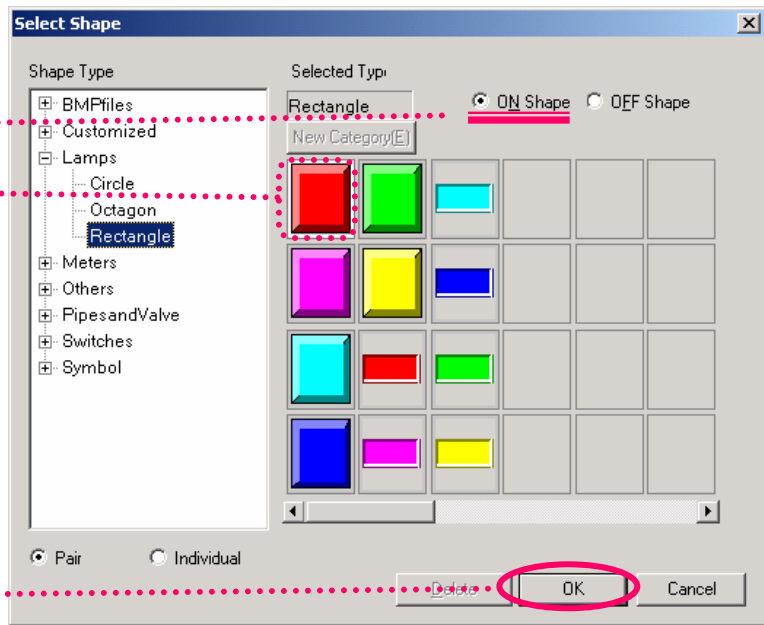 Select Shape
Shape Type
BMPfiles
Customized
Lamps
Circle
Octagon
Rectangle
Meters
Others
PipesandValve
Switches
Symbol
Selected Typ
Rectangle
ON Shape
OFF Shape
New Category(E)
Pair
Individual
Delete
OK
Cancel